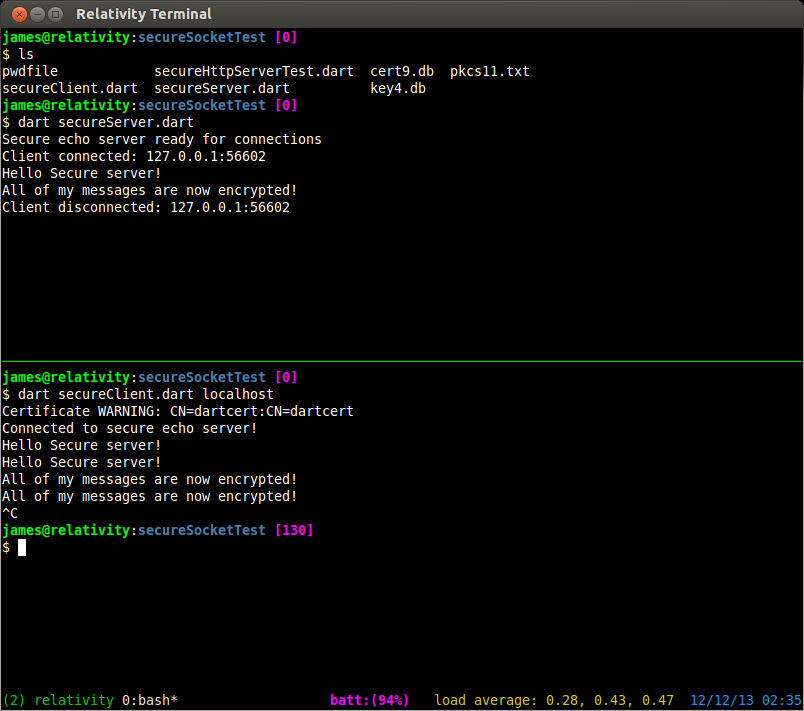 Relativity Terminal
james@relativity:secureSocketTest [0]
$ ls
pwdfile            secureHttpServerTest.dart  cert9.db  pkcs11.txt
secureClient.dart  secureServer.dart          key4.db
james@relativity:secureSocketTest [0]
$ dart secureServer.dart
Secure echo server ready for connections
Client connected: 127.0.0.1:56602
Hello Secure server!
All of my messages are now encrypted!
Client disconnected: 127.0.0.1:56602
james@relativity:secureSocketTest [0]
$ dart secureClient.dart localhost
Certificate WARNING: CN=dartcert:CN=dartcert
Connected to secure echo server!
Hello Secure server!
Hello Secure server!
All of my messages are now encrypted!
All of my messages are now encrypted!
^C
james@relativity:secureSocketTest [130]
$
(2) relativity 0:bash*                   batt:(94%)   load average: 0.28, 0.43, 0.47  12/12/13 02:35